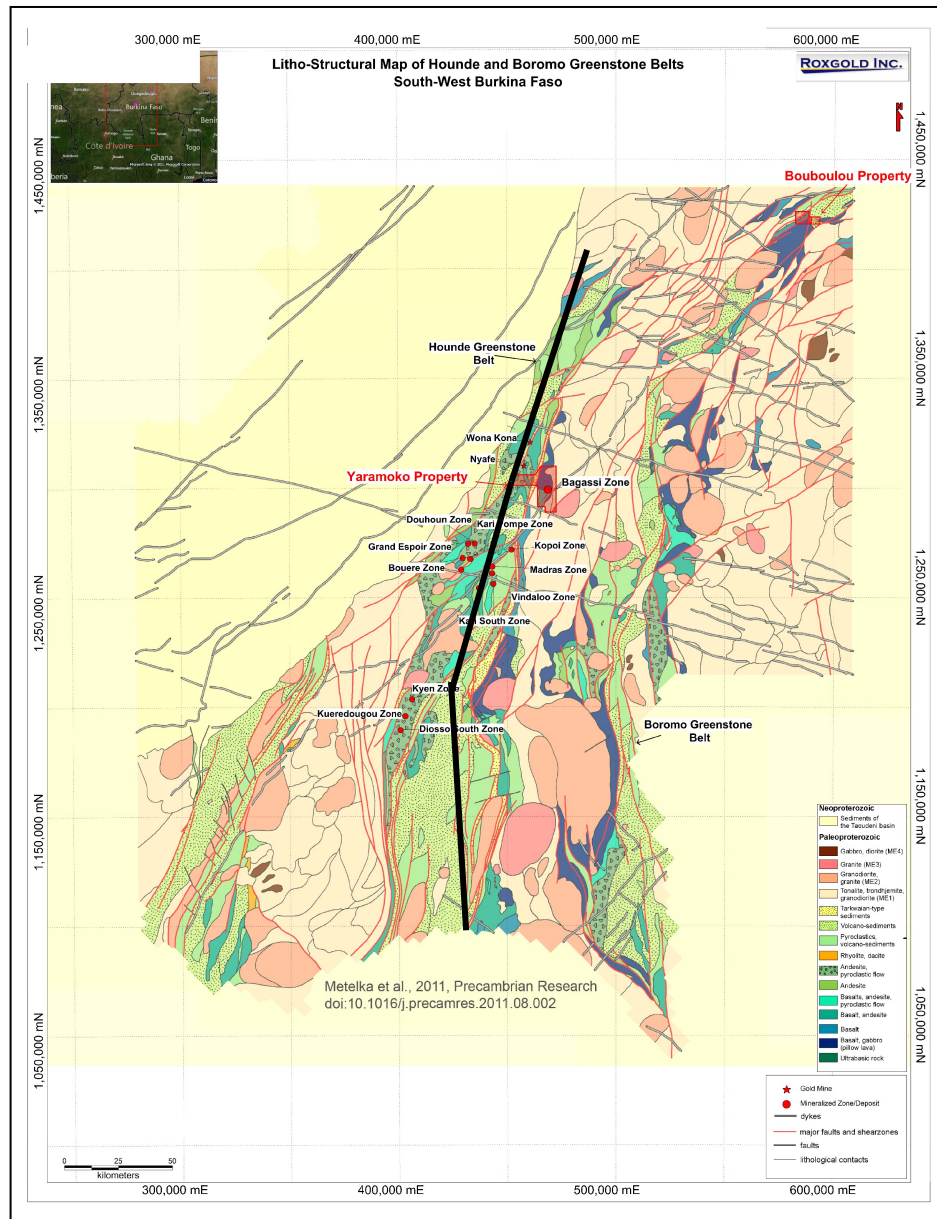 300,000 mE
400,000 mE
500,000 mE
600,000 mE
Litho-Structural Map of Hounde and Boromo Greenstone Belts
South-West Burkina Faso
ROXGOLD INC.
N
Burkina Faso
Benin
Côte d'Ivoire
Togo
Ghana
1,450,000 mN
1,450,000 mN
Bouboulou Property
Hounde Greenstone
Belt
1,350,000 mN
1,350,000 mN
Wona Kona
Nyafe
Yaramoko Property
Bagassi Zone
Douhoun Zone
Grand Espoir Zone
Kopoi Zone
Bouere Zone
Madras Zone
Vindaloo Zone
1,250,000 mN
1,250,000 mN
South Zone
Kyen
Kueredougou Zone
Diosso South Zone
Boromo Greenstone
Belt
1,150,000 mN
1,150,000 mN
Neoproterozoic
Sediments of
the Taoudeni basin
Paleoproterozoic
Gabbro, diorite (ME4)
Granite (ME3)
Granodiorite,
granite (ME2)
Tonalite, trondhjemite,
granodiorite (ME1)
Tarkwaian-type
sediments
Volcano-sediments
Pyroclastics,
volcano-sediments
Rhyolite, dacite
Andesite,
pyroclastic flow
Andesite
Basalts, andesite,
pyroclastic flow
Basalt, andesite
Basalt
Basalt, gabbro
(pillow lava)
Ultrabasic rock
Metelka et al., 2011, Precambrian Research
doi:10.1016/j.precamres.2011.08.002
1,050,000 mN
1,050,000 mN
Gold Mine
Mineralized Zone/Deposit
dykes
major faults and shearzones
faults
lithological contacts
0 25 50
kilometers
300,000 mE
400,000 mE
500,000 mE
600,000 mE